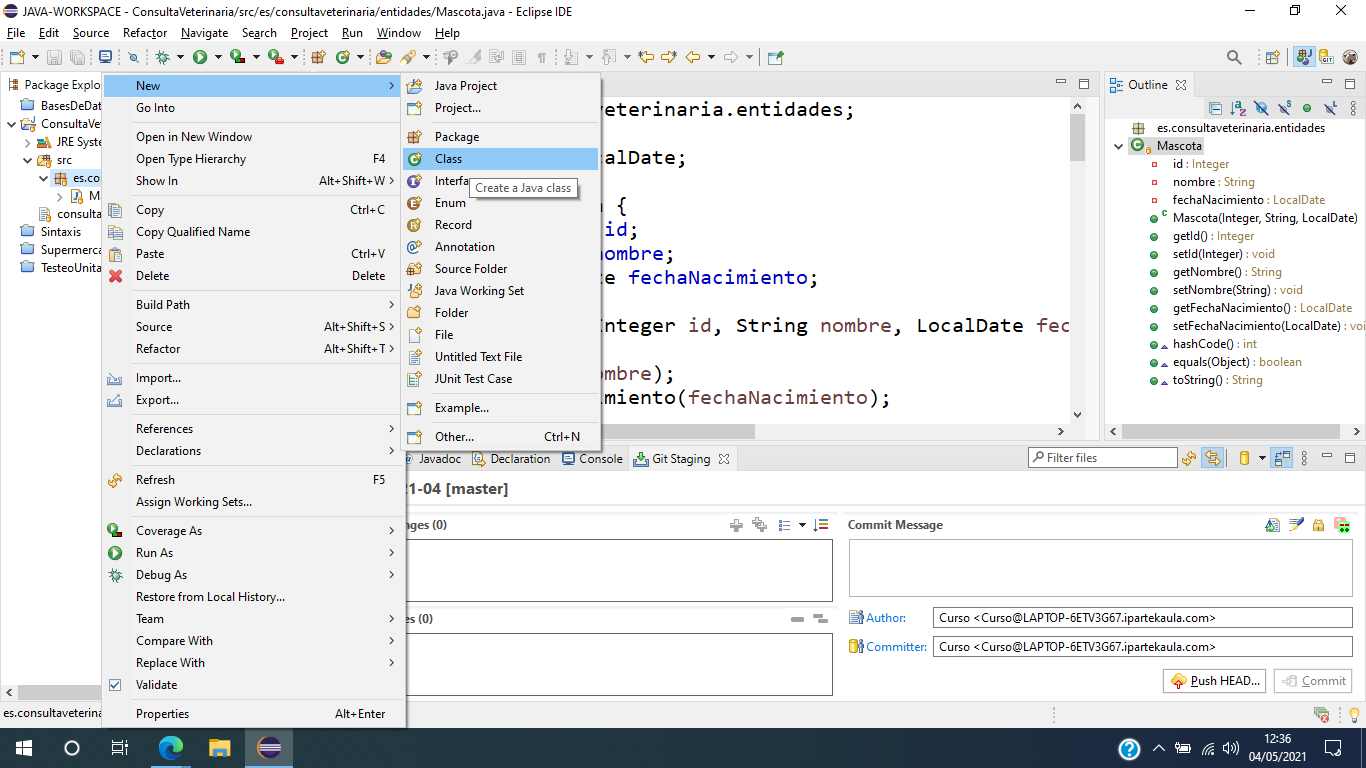 JAVA-WORKSPACE - ConsultaVeterinaria/src/es/consultaveterinaria/entidades/Mascota.java - Eclipse IDE
File Edit Source Refactor Navigate Search Project Run Window Help
Package Explo
BasesDeDat
ConsultaVe
JRE Syste
src
es.co
M
consulta
Sintaxis
Supermerca
TesteoUnita
New
Go Into
Open in New Window
Open Type Hierarchy F4
Show In Alt+Shift+W >
Copy Ctrl+C
Copy Qualified Name
Paste Ctrl+V
Delete Delete
Build Path
Source Alt+Shift+S >
Refactor Alt+Shift+T >
Import...
Export...
References
Declarations
Refresh F5
Assign Working Sets...
Coverage As
Run As
Debug As
Restore from Local History...
Team
Compare With
Replace With
Validate
Properties Alt+Enter
Java Project
Project...
Package
Class
Interfa
Create a Java class
Enum
Record
Annotation
Source Folder
Java Working Set
Folder
File
Untitled Text File
JUnit Test Case
Example...
Other... Ctrl+N
veterinaria.entidades;
calDate;
{
id;
ombre;
e fechaNacimiento;
Integer id, String nombre, LocalDate fec
ombre);
imiento(fechaNacimiento);
Outline
es.consultaveterinaria.entidades
Mascota
id : Integer
nombre : String
fechaNacimiento : LocalDate
Mascota(Integer, String, LocalDate)
getId() : Integer
setId(Integer) : void
getNombre() : String
setNombre(String) : void
getFechaNacimiento() : LocalDate
setFechaNacimiento(LocalDate) : voi
hashCode() : int
equals(Object) : boolean
toString() : String
@ Javadoc Declaration Console Git Staging
Filter files
21-04 [master]
nges (0)
es (0)
Commit Message
Author: Curso <Curso@LAPTOP-6ETV3G67.ipartekaula.com>
Committer: Curso <Curso@LAPTOP-6ETV3G67.ipartekaula.com>
Push HEAD... Commit
es.consultaveterina
12:36
04/05/2021